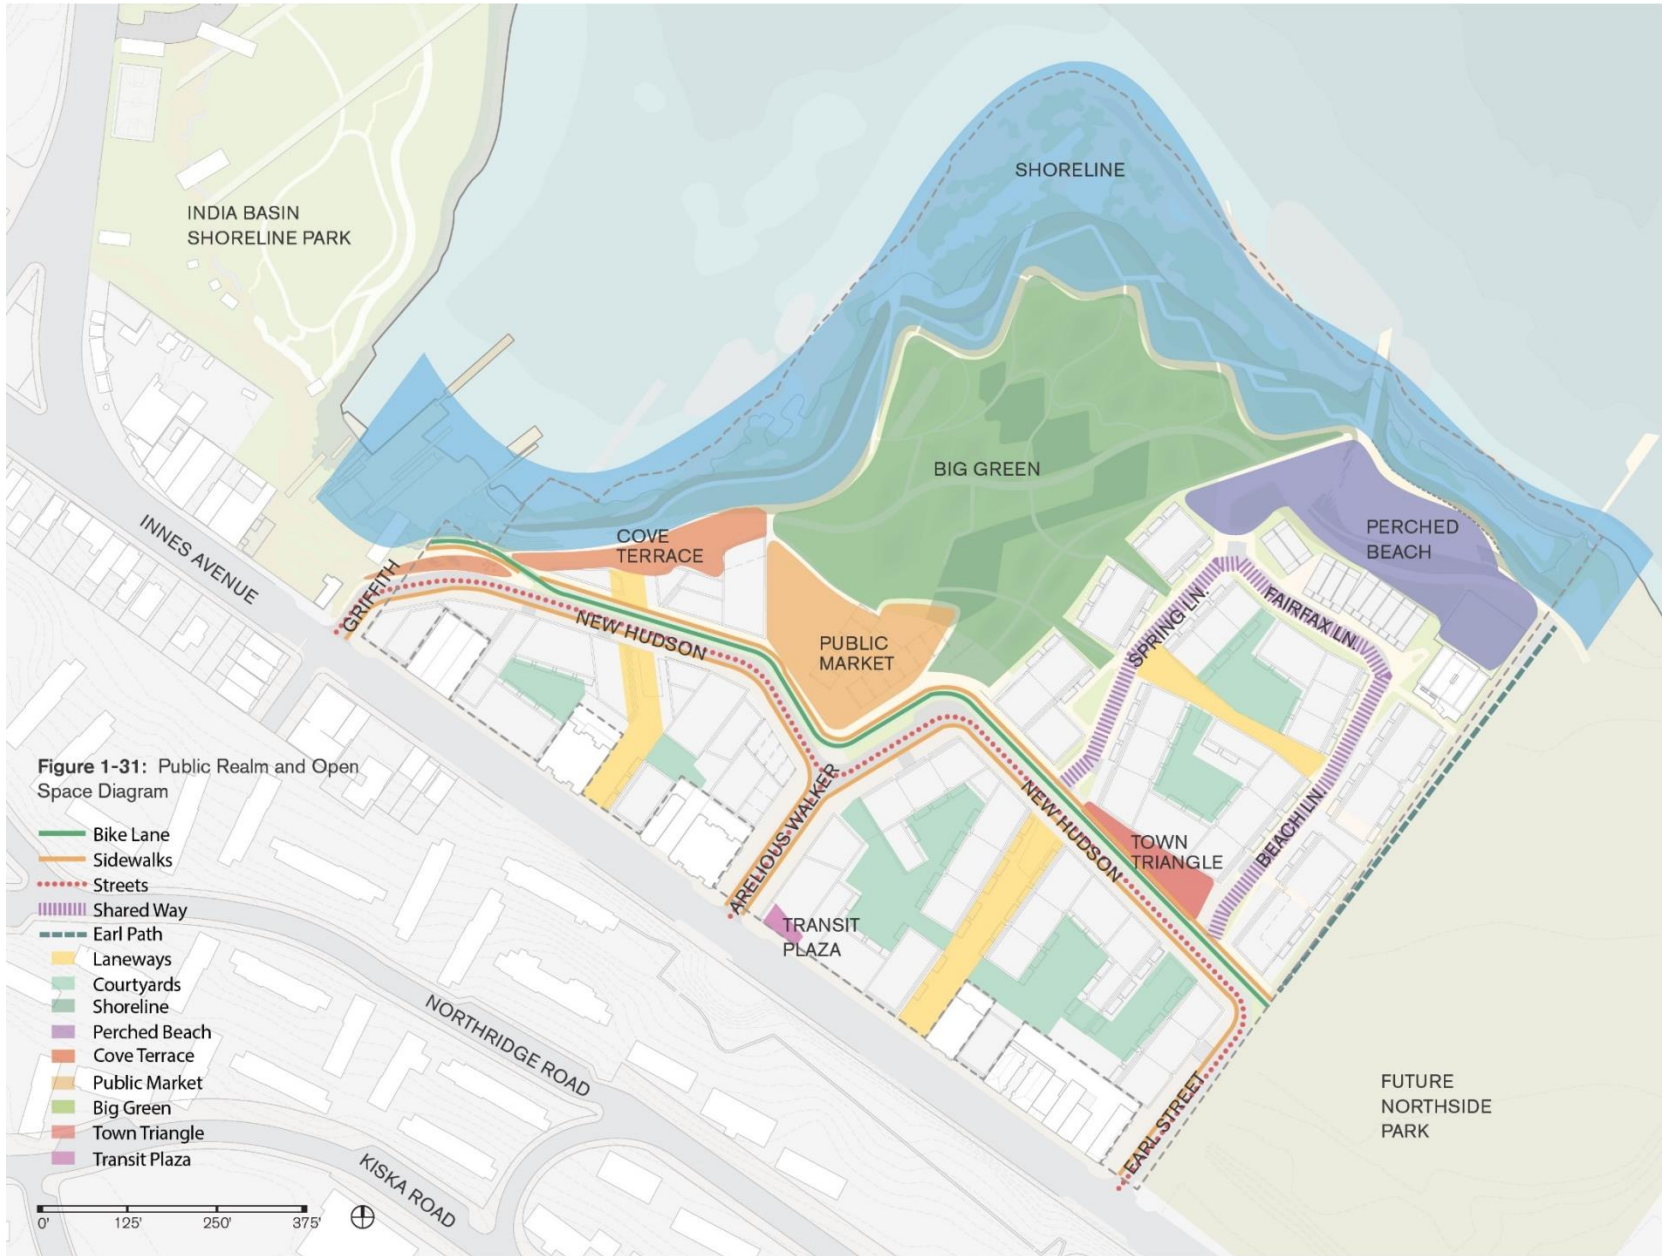 SHORELINE
INDIA BASIN
SHORELINE PARK
BIG GREEN
INNES AVENUE
COVE
TERRACE
PERCHED
BEACH
GRIFFITH
NEW HUDSON
PUBLIC
MARKET
SPRING LN.
FAIRFAX LN.
ARELIOUS WALKER
NEW HUDSON
TOWN
TRIANGLE
BEACH LN.
TRANSIT
PLAZA
NORTHRIDGE ROAD
EARL STREET
FUTURE
NORTHSIDE
PARK
KISKA ROAD
Figure 1-31: Public Realm and Open
Space Diagram
Bike Lane
Sidewalks
Streets
Shared Way
Earl Path
Laneways
Courtyards
Shoreline
Perched Beach
Cove Terrace
Public Market
Big Green
Town Triangle
Transit Plaza
0' 125' 250' 375'